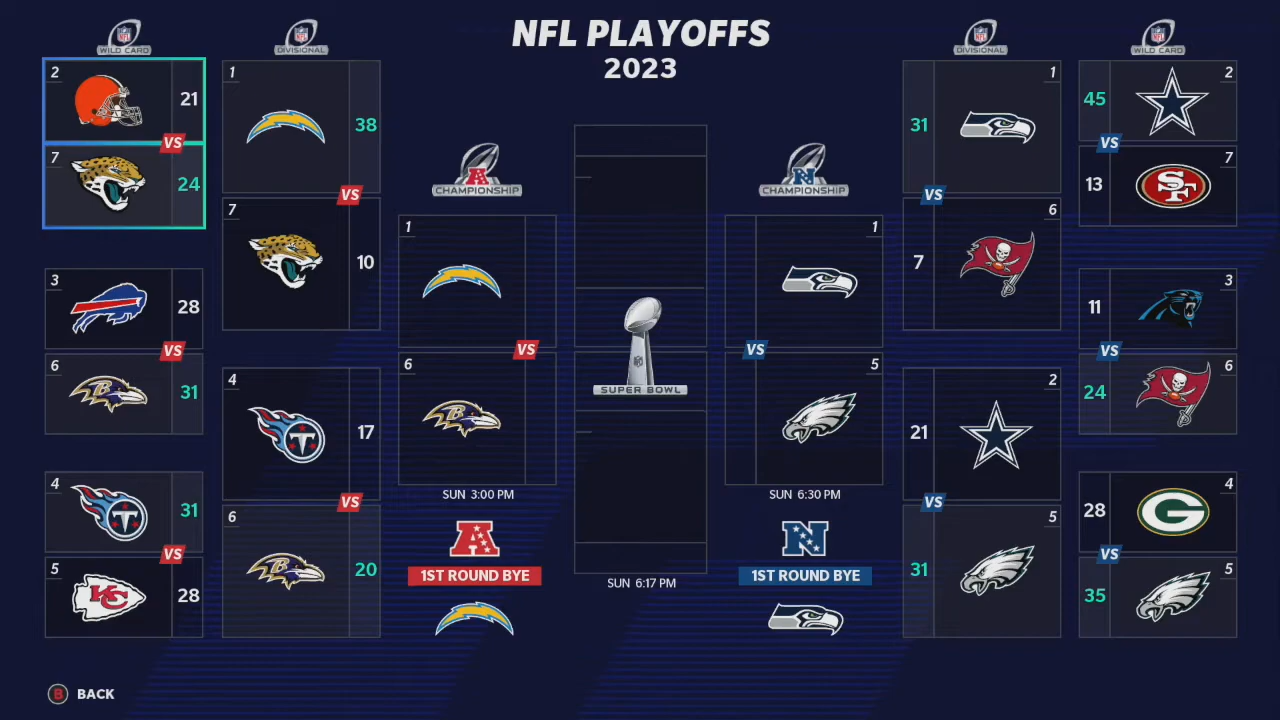 NFL PLAYOFFS
2023
WILD CARD
DIVISIONAL
DIVISIONAL
WILD CARD
2
21
VS
7
24
3
28
VS
6
31
4
31
VS
5
28
1
38
VS
7
10
4
17
VS
6
20
A
CHAMPIONSHIP
1
VS
6
SUN 3:00 PM
A
1ST ROUND BYE
SUPER BOWL
SUN 6:17 PM
N
CHAMPIONSHIP
1
VS
5
SUN 6:30 PM
N
1ST ROUND BYE
1
31
VS
6
7
2
21
VS
5
31
2
45
VS
7
13
SF
3
11
VS
6
24
4
28
G
VS
5
35
T
T
KC
B
B
B
B BACK